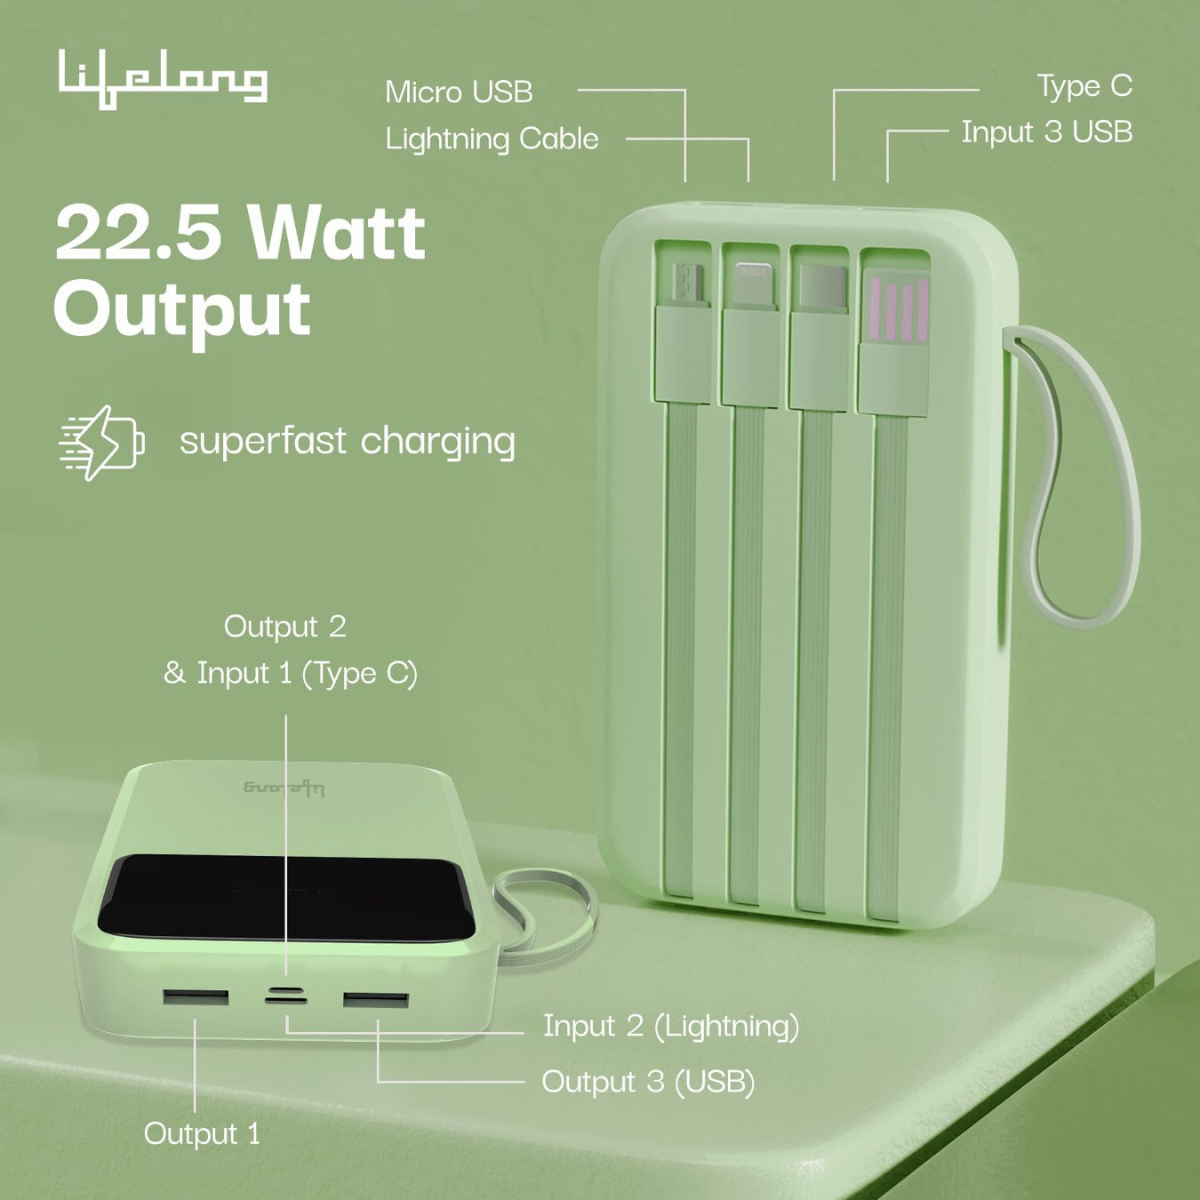 Lifelong
Micro USB
Lightning Cable
Type C
Input 3 USB
22.5 Watt
Output
superfast charging
Output 2
& Input 1 (Type C)
Lifelong
Input 2 (Lightning)
Output 3 (USB)
Output 1